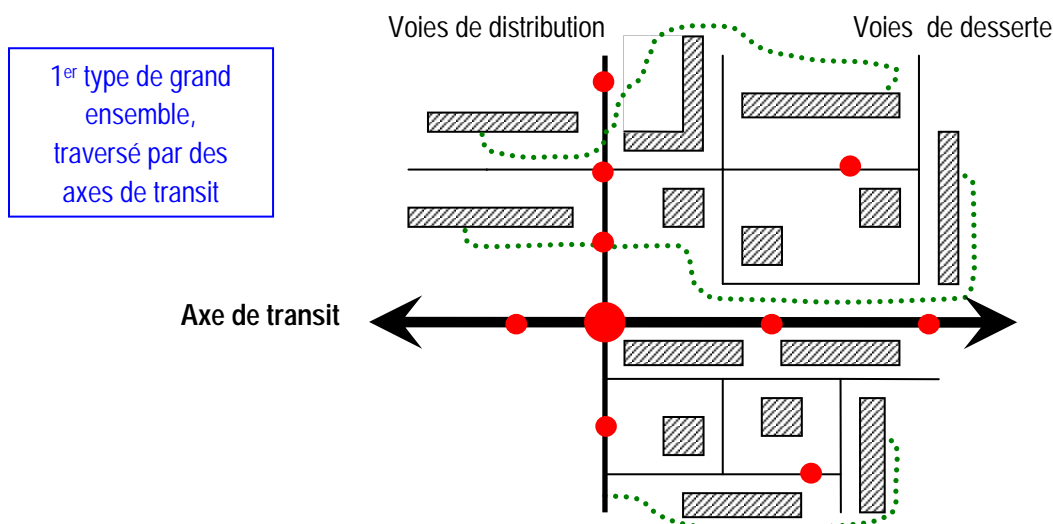 Voies de distribution
Voies de desserte
1er type de grand
ensemble,
traversé par des
axes de transit
Axe de transit